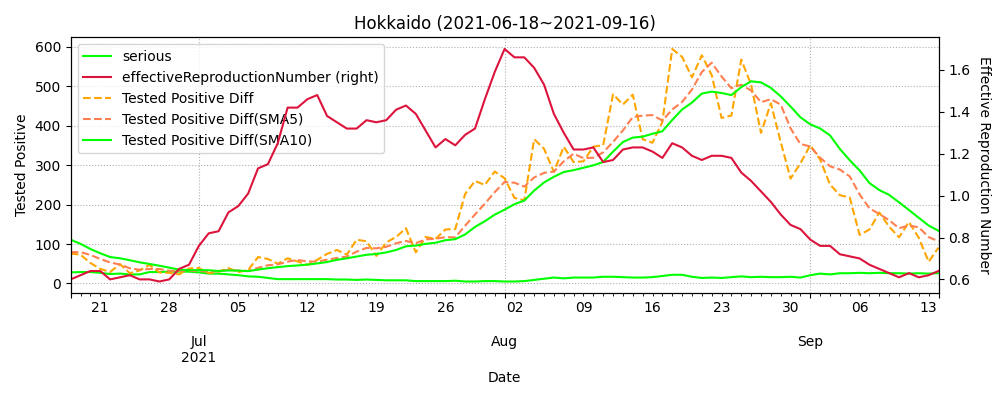 Hokkaido (2021-06-18~2021-09-16)
serious
effectiveReproductionNumber (right)
Tested Positive Diff
Tested Positive Diff(SMA5)
Tested Positive Diff(SMA10)
Tested Positive
600
500
400
300
200
100
0
Effective Reproduction Number
1.6
1.4
1.2
1.0
0.8
0.6
21 28 05 12 19 26 02 09 16 23 30 06 13
Jul Aug Sep
2021
Date